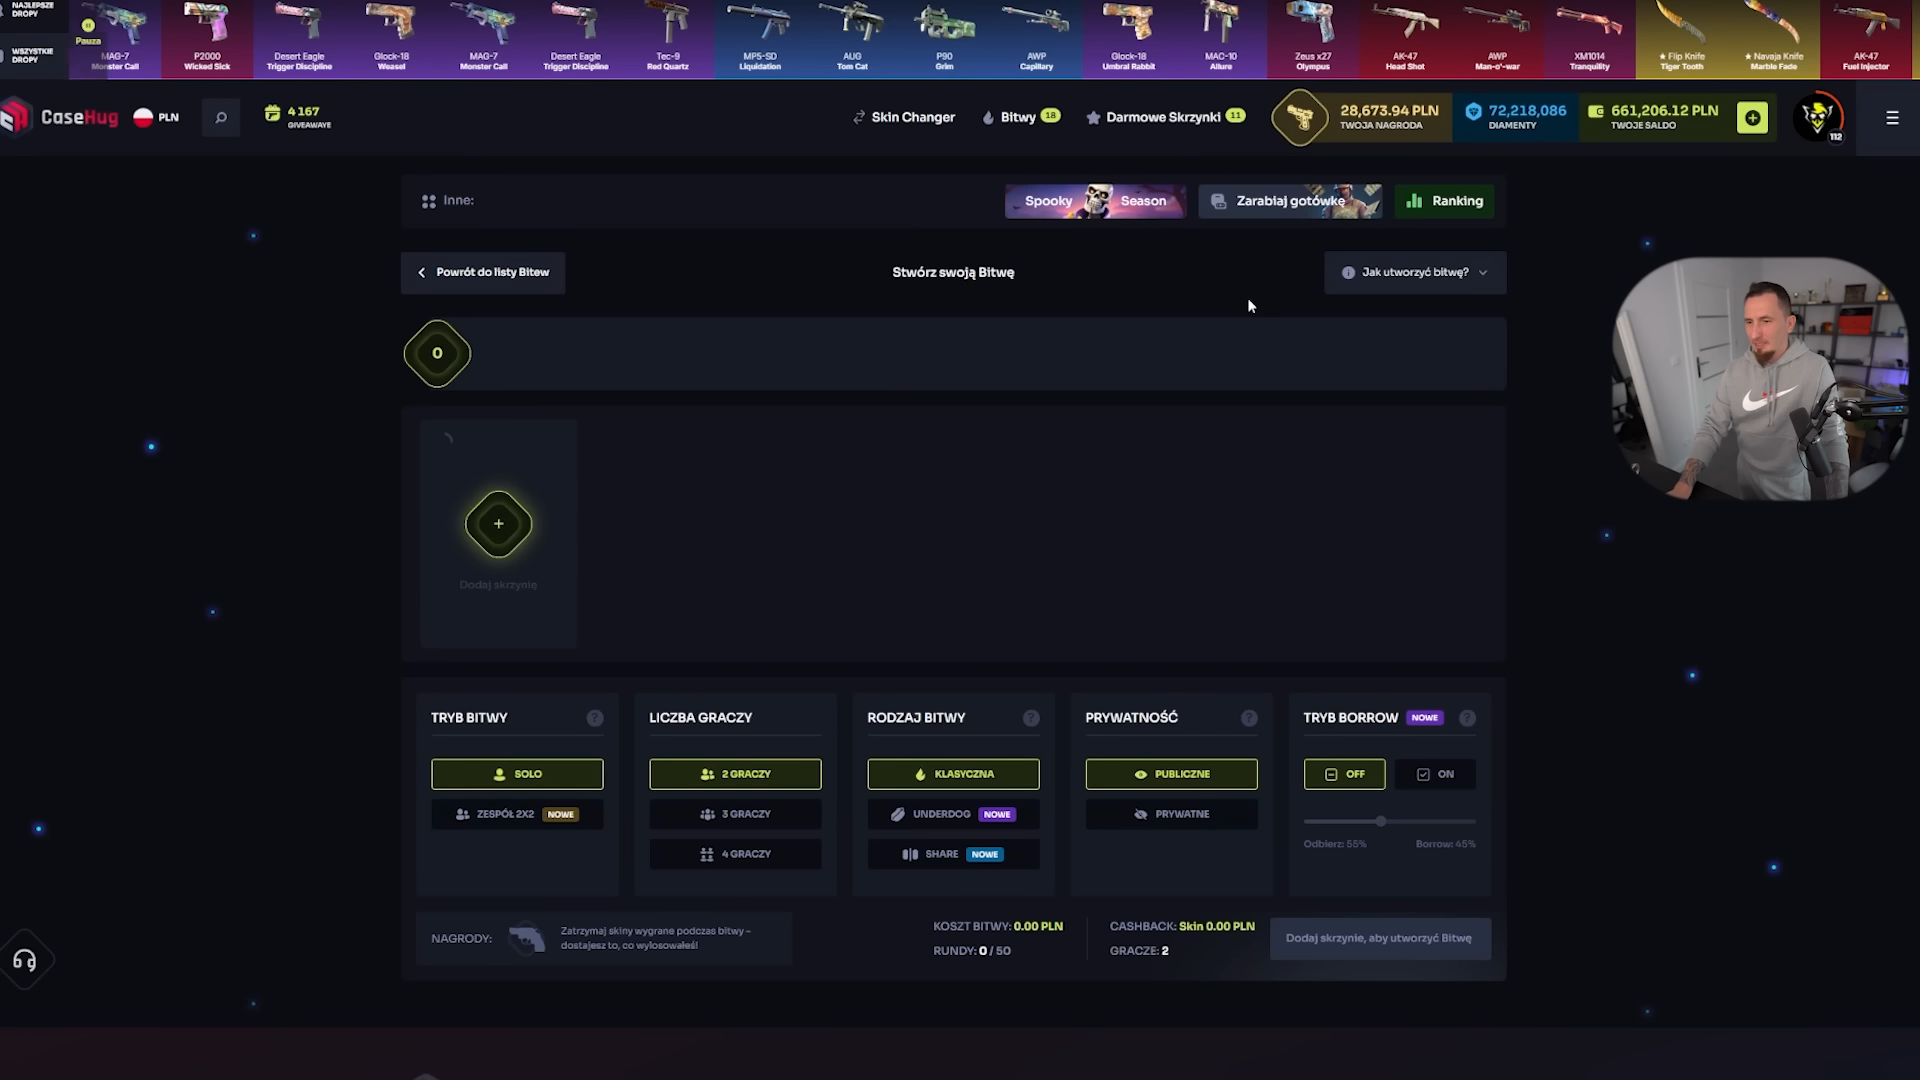 NAJLEPSZE
DROPY
WSZYSTKIE
DROPY
Pauza
MAG-7
Monster Call
P2000
Wicked Sick
Desert Eagle
Trigger Discipline
Glock-18
Weasel
MAG-7
Monster Call
Desert Eagle
Trigger Discipline
Tec-9
Red Quartz
MP5-SD
Liquidation
AUG
Tom Cat
P90
Grim
AWP
Capillary
Glock-18
Umbral Rabbit
MAC-10
Allure
Zeus x27
Olympus
AK-47
Head Shot
AWP
Man-o'-war
XM1014
Tranquility
★ Flip Knife
Tiger Tooth
★ Navaja Knife
Marble Fade
AK-47
Fuel Injector
CaseHug
PLN
4 167
GIVEAWAYE
Skin Changer
Bitwy 18
Darmowe Skrzynki 11
28,673.94 PLN
TWOJA NAGRODA
72,218,086
DIAMENTY
661,206.12 PLN
TWOJE SALDO
112
Inne:
Spooky Season
Zarabiaj gotówkę
Ranking
Powrót do listy Bitew
Stwórz swoją Bitwę
Jak utworzyć bitwę?
0
+
Dodaj skrzynię
TRYB BITWY ?
SOLO
ZESPÓŁ 2X2 NOWE
LICZBA GRACZY
2 GRACZY
3 GRACZY
4 GRACZY
RODZAJ BITWY ?
KLASYCZNA
UNDERDOG NOWE
SHARE NOWE
PRYWATNOŚĆ ?
PUBLICZNE
PRYWATNE
TRYB BORROW NOWE ?
OFF
ON
Odbierz: 55%
Borrow: 45%
NAGRODY:
Zatrzymaj skiny wygrane podczas bitwy –
dostajesz to, co wylosowałeś!
KOSZT BITWY: 0.00 PLN
RUNDY: 0 / 50
CASHBACK: Skin 0.00 PLN
GRACZE: 2
Dodaj skrzynie, aby utworzyć Bitwę